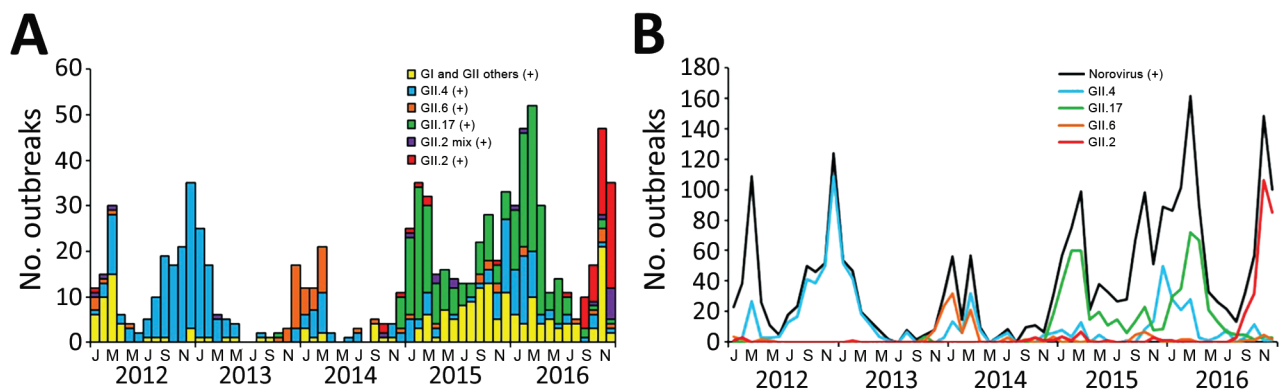 A
No. outbreaks
60
50
40
30
20
10
0
GI and GII others (+)
GII.4 (+)
GII.6 (+)
GII.17 (+)
GII.2 mix (+)
GII.2 (+)
J M M J S N J M M J S N J M M J S N J M M J S N J M M J S N
2012 2013 2014 2015 2016
B
No. outbreaks
180
160
140
120
100
80
60
40
20
0
Norovirus (+)
GII.4
GII.17
GII.6
GII.2
J M M J S N J M M J S N J M M J S N J M M J S N J M M J S N
2012 2013 2014 2015 2016